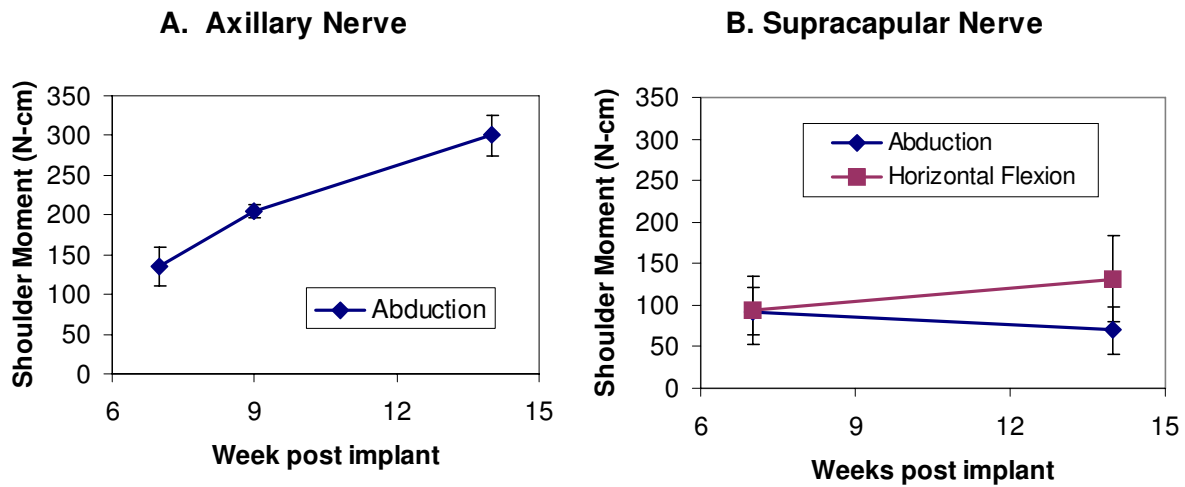 A. Axillary Nerve
Shoulder Moment (N-cm)
350
300
250
200
150
100
50
0
Abduction
6
9
12
15
Week post implant
B. Supracapular Nerve
Shoulder Moment (N-cm)
350
300
250
200
150
100
50
0
Abduction
Horizontal Flexion
6
9
12
15
Weeks post implant